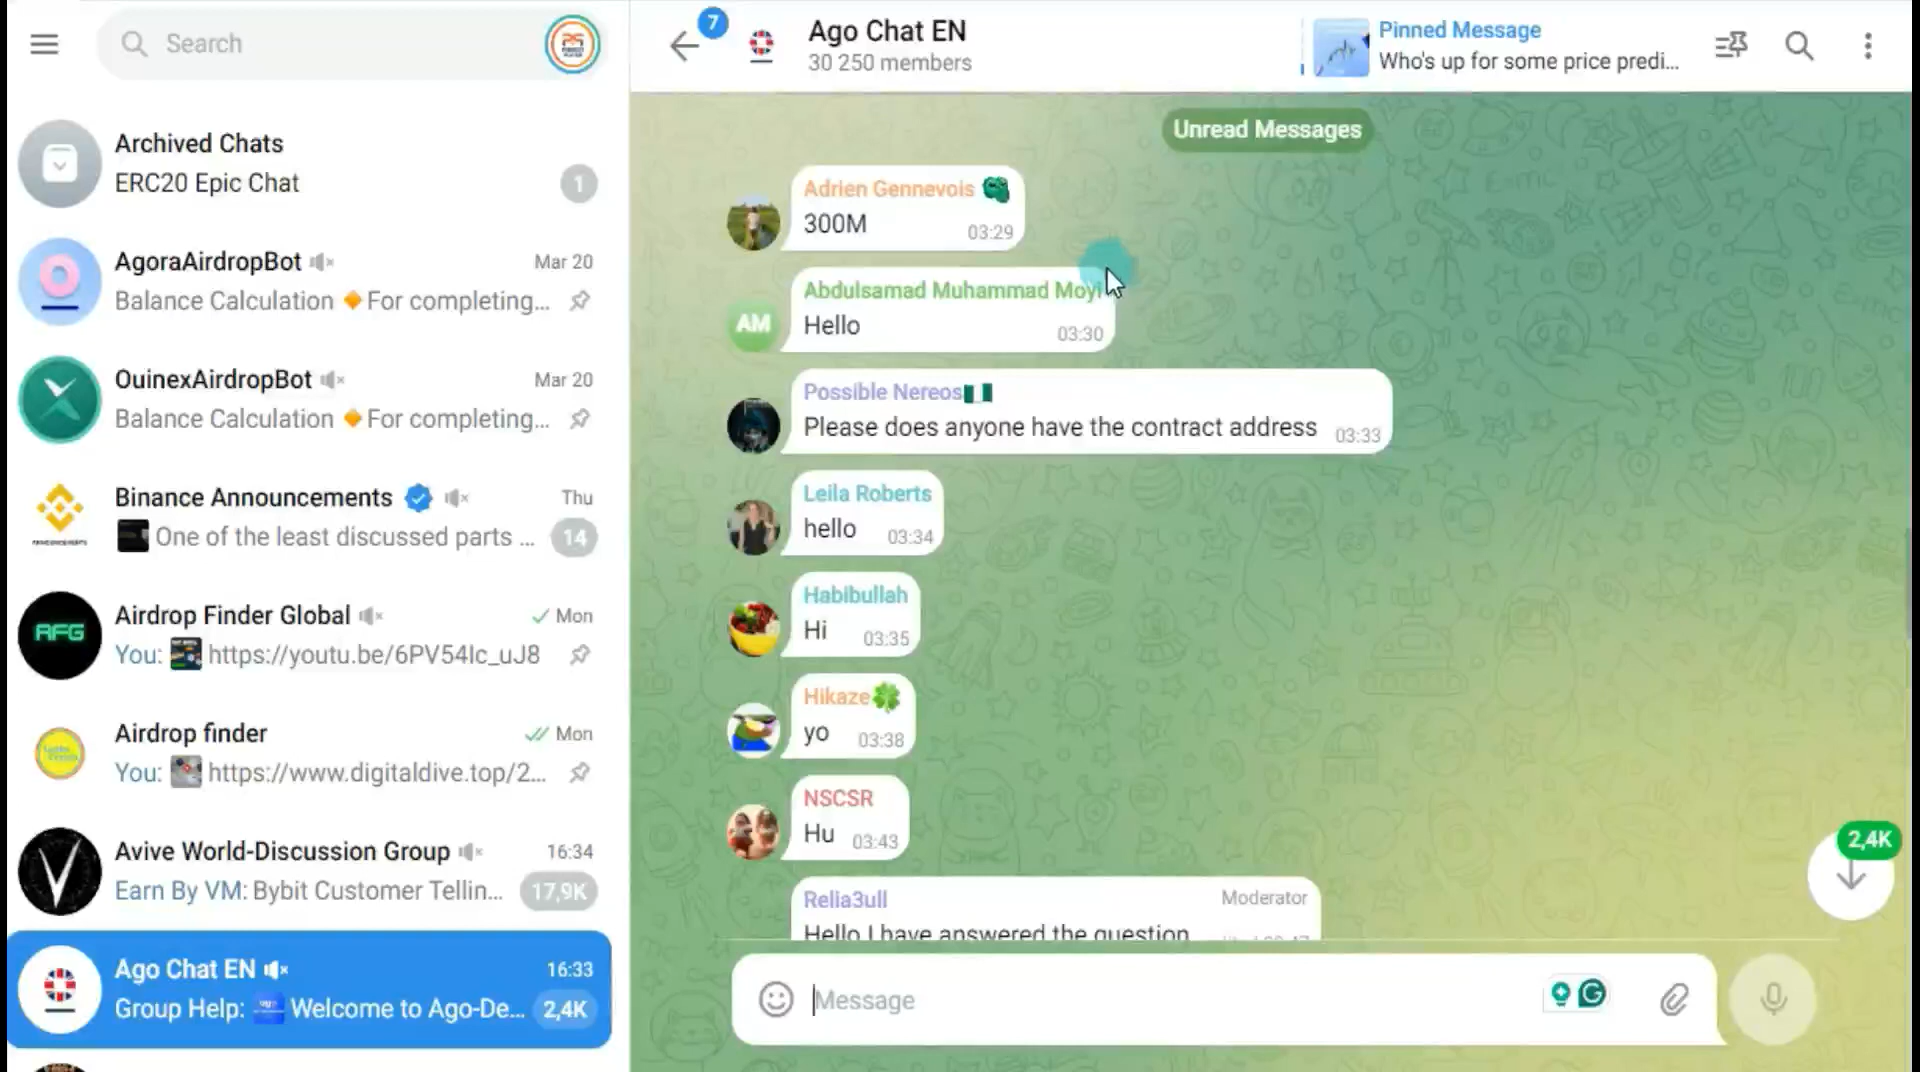 Search
Archived Chats
ERC20 Epic Chat
1
AgoraAirdropBot
Mar 20
Balance Calculation 🔸For completing...
OuinexAirdropBot
Mar 20
Balance Calculation 🔸For completing...
Binance Announcements
Thu
One of the least discussed parts ...
14
AFG
Airdrop Finder Global
Mon
You: https://youtu.be/6PV54Ic_uJ8
Airdrop finder
Mon
You: https://www.digitaldive.top/2...
Avive World-Discussion Group
16:34
Earn By VM: Bybit Customer Tellin...
17,9K
Ago Chat EN
16:33
Group Help: Welcome to Ago-De...
2,4K
7
Ago Chat EN
30 250 members
Pinned Message
Who's up for some price predi...
Unread Messages
Adrien Gennevois
300M
03:29
Abdulsamad Muhammad Moyi
AM
Hello
03:30
Possible Nereos🇳🇬
Please does anyone have the contract address
03:33
Leila Roberts
hello
03:34
Habibullah
Hi
03:35
Hikaze🍀
yo
03:38
NSCSR
Hu
03:43
Relia3ull
Moderator
Hello I have answered the question
2,4K
Message